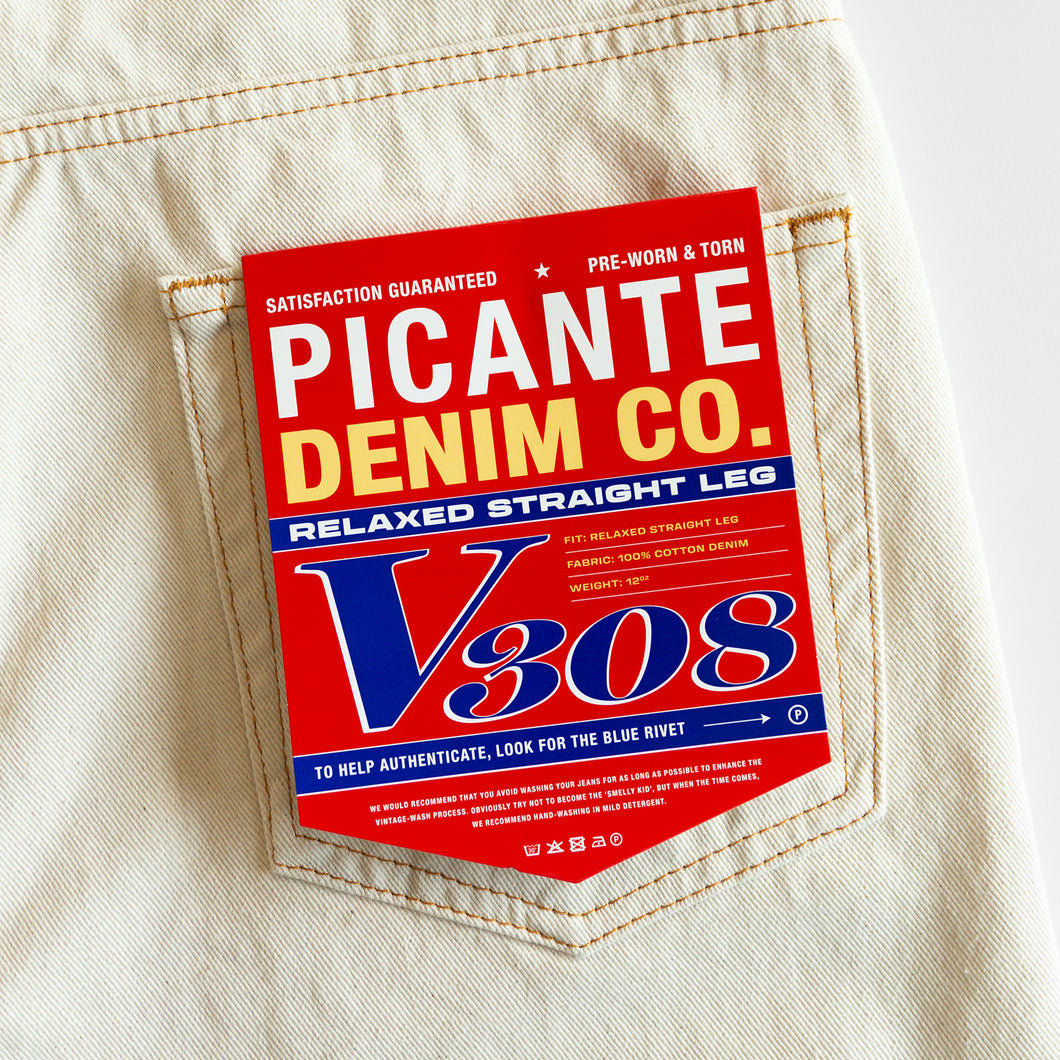 SATISFACTION GUARANTEED ★ PRE-WORN & TORN
PICANTE
DENIM CO.
RELAXED STRAIGHT LEG
FIT: RELAXED STRAIGHT LEG
FABRIC: 100% COTTON DENIM
WEIGHT: 12oz
V308
TO HELP AUTHENTICATE, LOOK FOR THE BLUE RIVET → Ⓟ
WE WOULD RECOMMEND THAT YOU AVOID WASHING YOUR JEANS FOR AS LONG AS POSSIBLE TO ENHANCE THE
VINTAGE-WASH PROCESS. OBVIOUSLY TRY NOT TO BECOME THE 'SMELLY KID', BUT WHEN THE TIME COMES,
WE RECOMMEND HAND-WASHING IN MILD DETERGENT.
30° Ⓟ